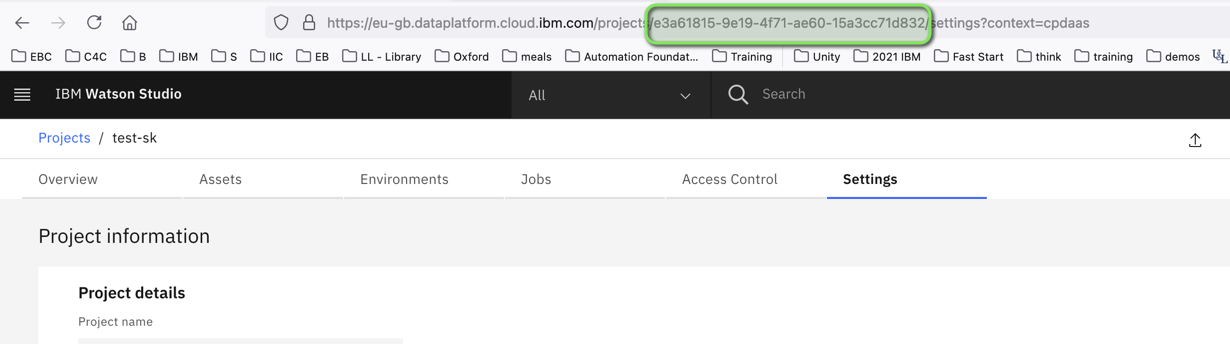 https://eu-gb.dataplatform.cloud.ibm.com/projects/e3a61815-9e19-4f71-ae60-15a3cc71d832/settings?context=cpdaas
EBC C4C B IBM S IIC EB LL - Library Oxford meals Automation Foundat... Training Unity 2021 IBM Fast Start think training demos
IBM Watson Studio All Search
Projects / test-sk
Overview Assets Environments Jobs Access Control Settings
Project information
Project details
Project name